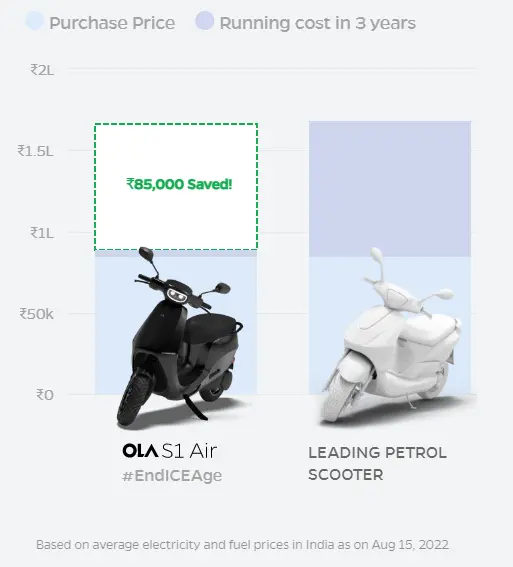 Purchase Price Running cost in 3 years
₹2L
₹1.5L
₹85,000 Saved!
₹1L
₹50k
₹0
OLA S1 Air
#EndICEAge
LEADING PETROL
SCOOTER
Based on average electricity and fuel prices in India as on Aug 15, 2022